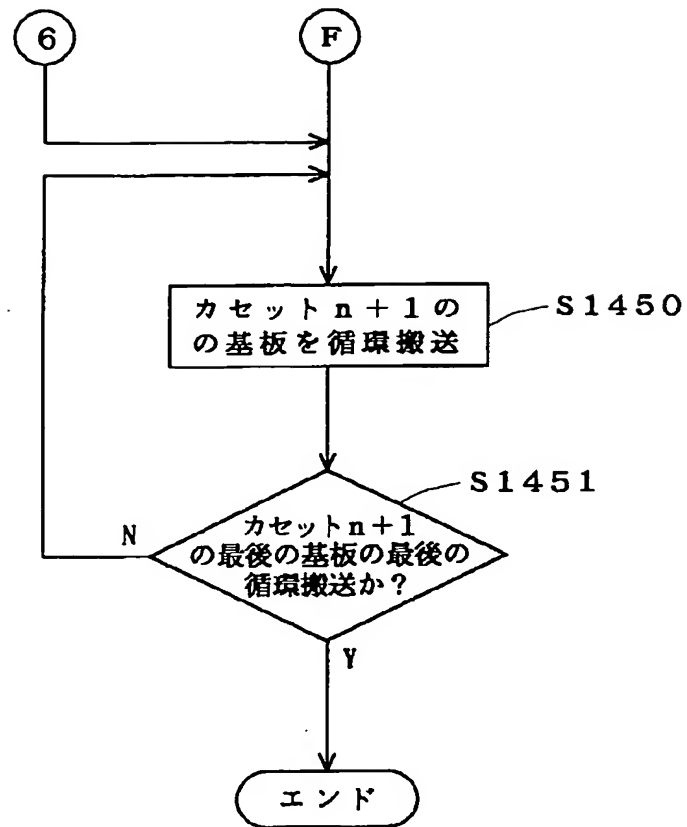 6
F
カセットn+1の
の基板を循環搬送
S1450
S1451
カセットn+1
の最後の基板の最後の
循環搬送か?
N
Y
エンド